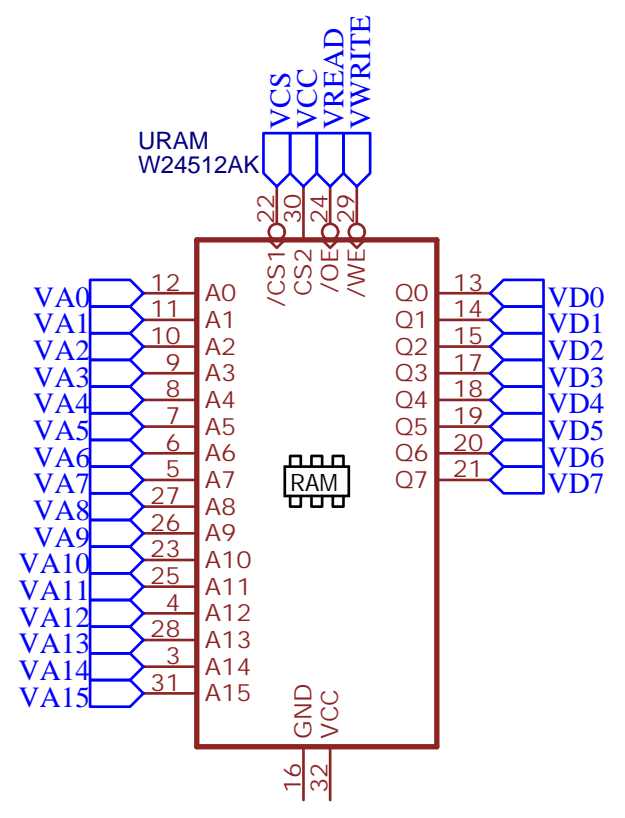 VCS
VCC
VREAD
VWRITE
URAM
W24512AK
22
30
24
29
/CS1
CS2
/OE
/WE
VA0 12 A0
VA1 11 A1
VA2 10 A2
VA3 9 A3
VA4 8 A4
VA5 7 A5
VA6 6 A6
VA7 5 A7
VA8 27 A8
VA9 26 A9
VA10 23 A10
VA11 25 A11
VA12 4 A12
VA13 28 A13
VA14 3 A14
VA15 31 A15
Q0 13 VD0
Q1 14 VD1
Q2 15 VD2
Q3 17 VD3
Q4 18 VD4
Q5 19 VD5
Q6 20 VD6
Q7 21 VD7
RAM
GND
VCC
16
32